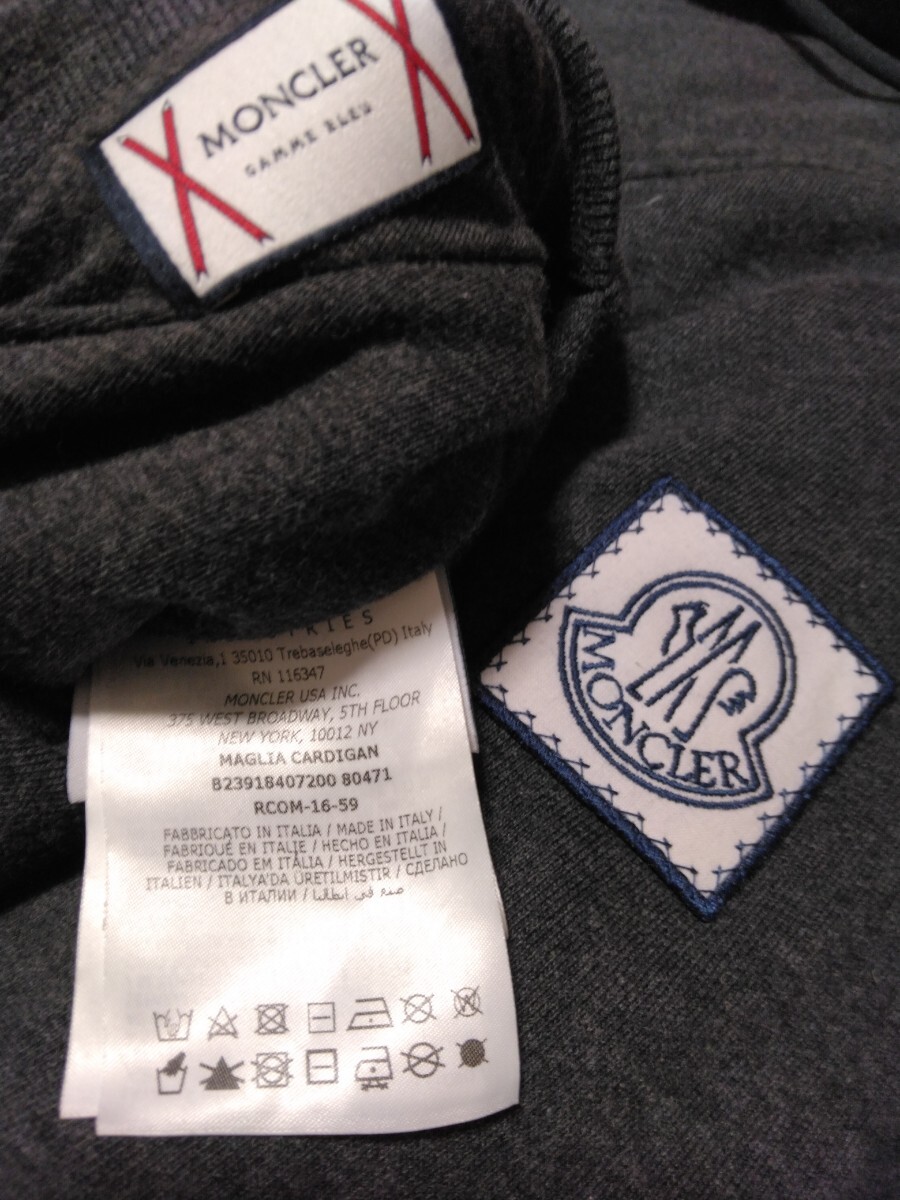 MONCLER
GAMME BLEU
Via Venezia,1 35010 Trebaseleghe(PD) Italy
RN 116347
MONCLER USA INC.
375 WEST BROADWAY, 5TH FLOOR
NEW YORK, 10012 NY
MAGLIA CARDIGAN
B23918407200 80471
RCOM-16-59
FABBRICATO IN ITALIA / MADE IN ITALY /
FABRIQUÉ EN ITALIE / HECHO EN ITALIA /
FABRICADO EM ITÁLIA / HERGESTELLT IN
ITALIEN / ITALYA'DA ÜRETILMISTIR / СДЕЛАНО
В ИТАЛИИ / صنع في ايطاليا
MONCLER